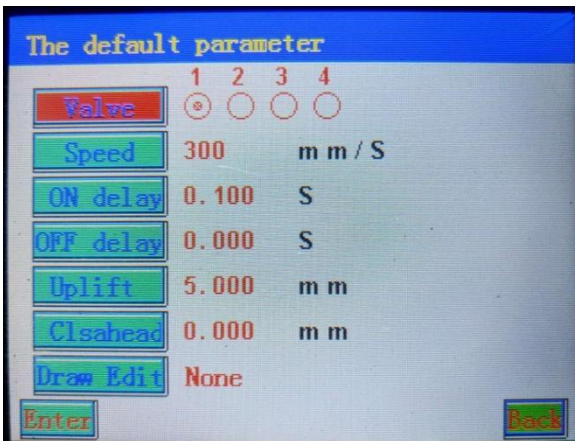 The default parameter
1 2 3 4
Valve
Speed 300 mm/S
ON delay 0.100 S
OFF delay 0.000 S
Uplift 5.000 mm
Clsahead 0.000 mm
Draw Edit None
Enter Back